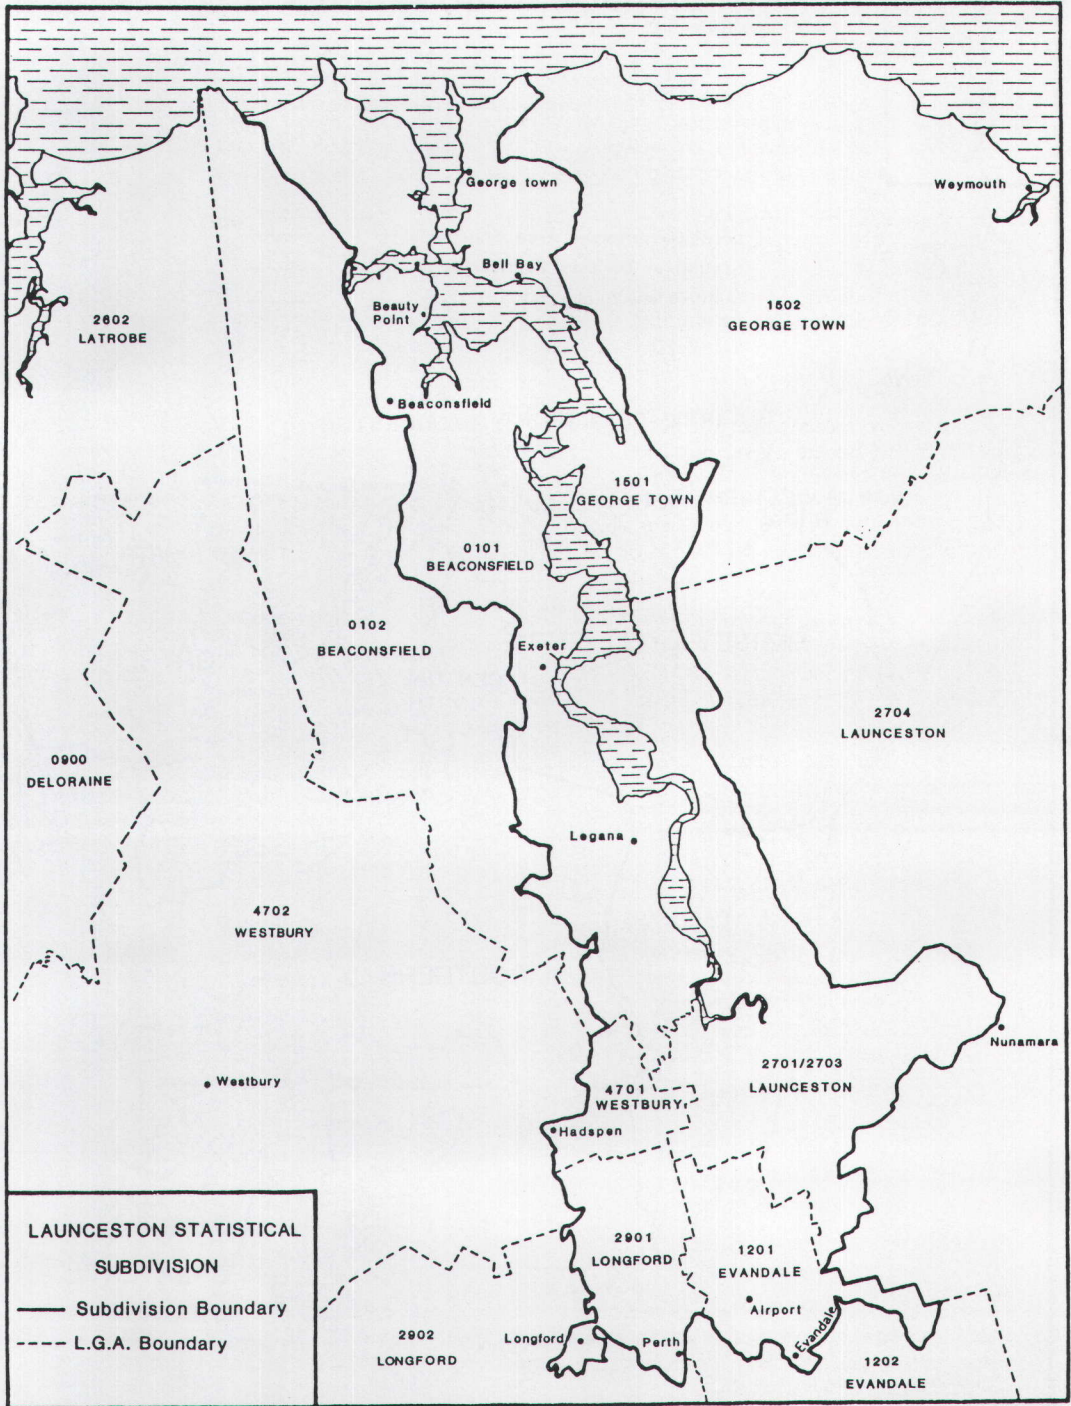 George town
Weymouth
Bell Bay
Beauty
Point
1502
GEORGE TOWN
2602
LATROBE
Beaconsfield
1501
GEORGE TOWN
0101
BEACONSFIELD
0102
BEACONSFIELD
Exeter
2704
LAUNCESTON
0900
DELORAINE
Legana
4702
WESTBURY
Nunamara
2701/2703
LAUNCESTON
Westbury
4701
WESTBURY
Hadspen
2901
LONGFORD
1201
EVANDALE
Airport
Evandale
Longford
Perth
2902
LONGFORD
1202
EVANDALE
LAUNCESTON STATISTICAL
SUBDIVISION
Subdivision Boundary
L.G.A. Boundary